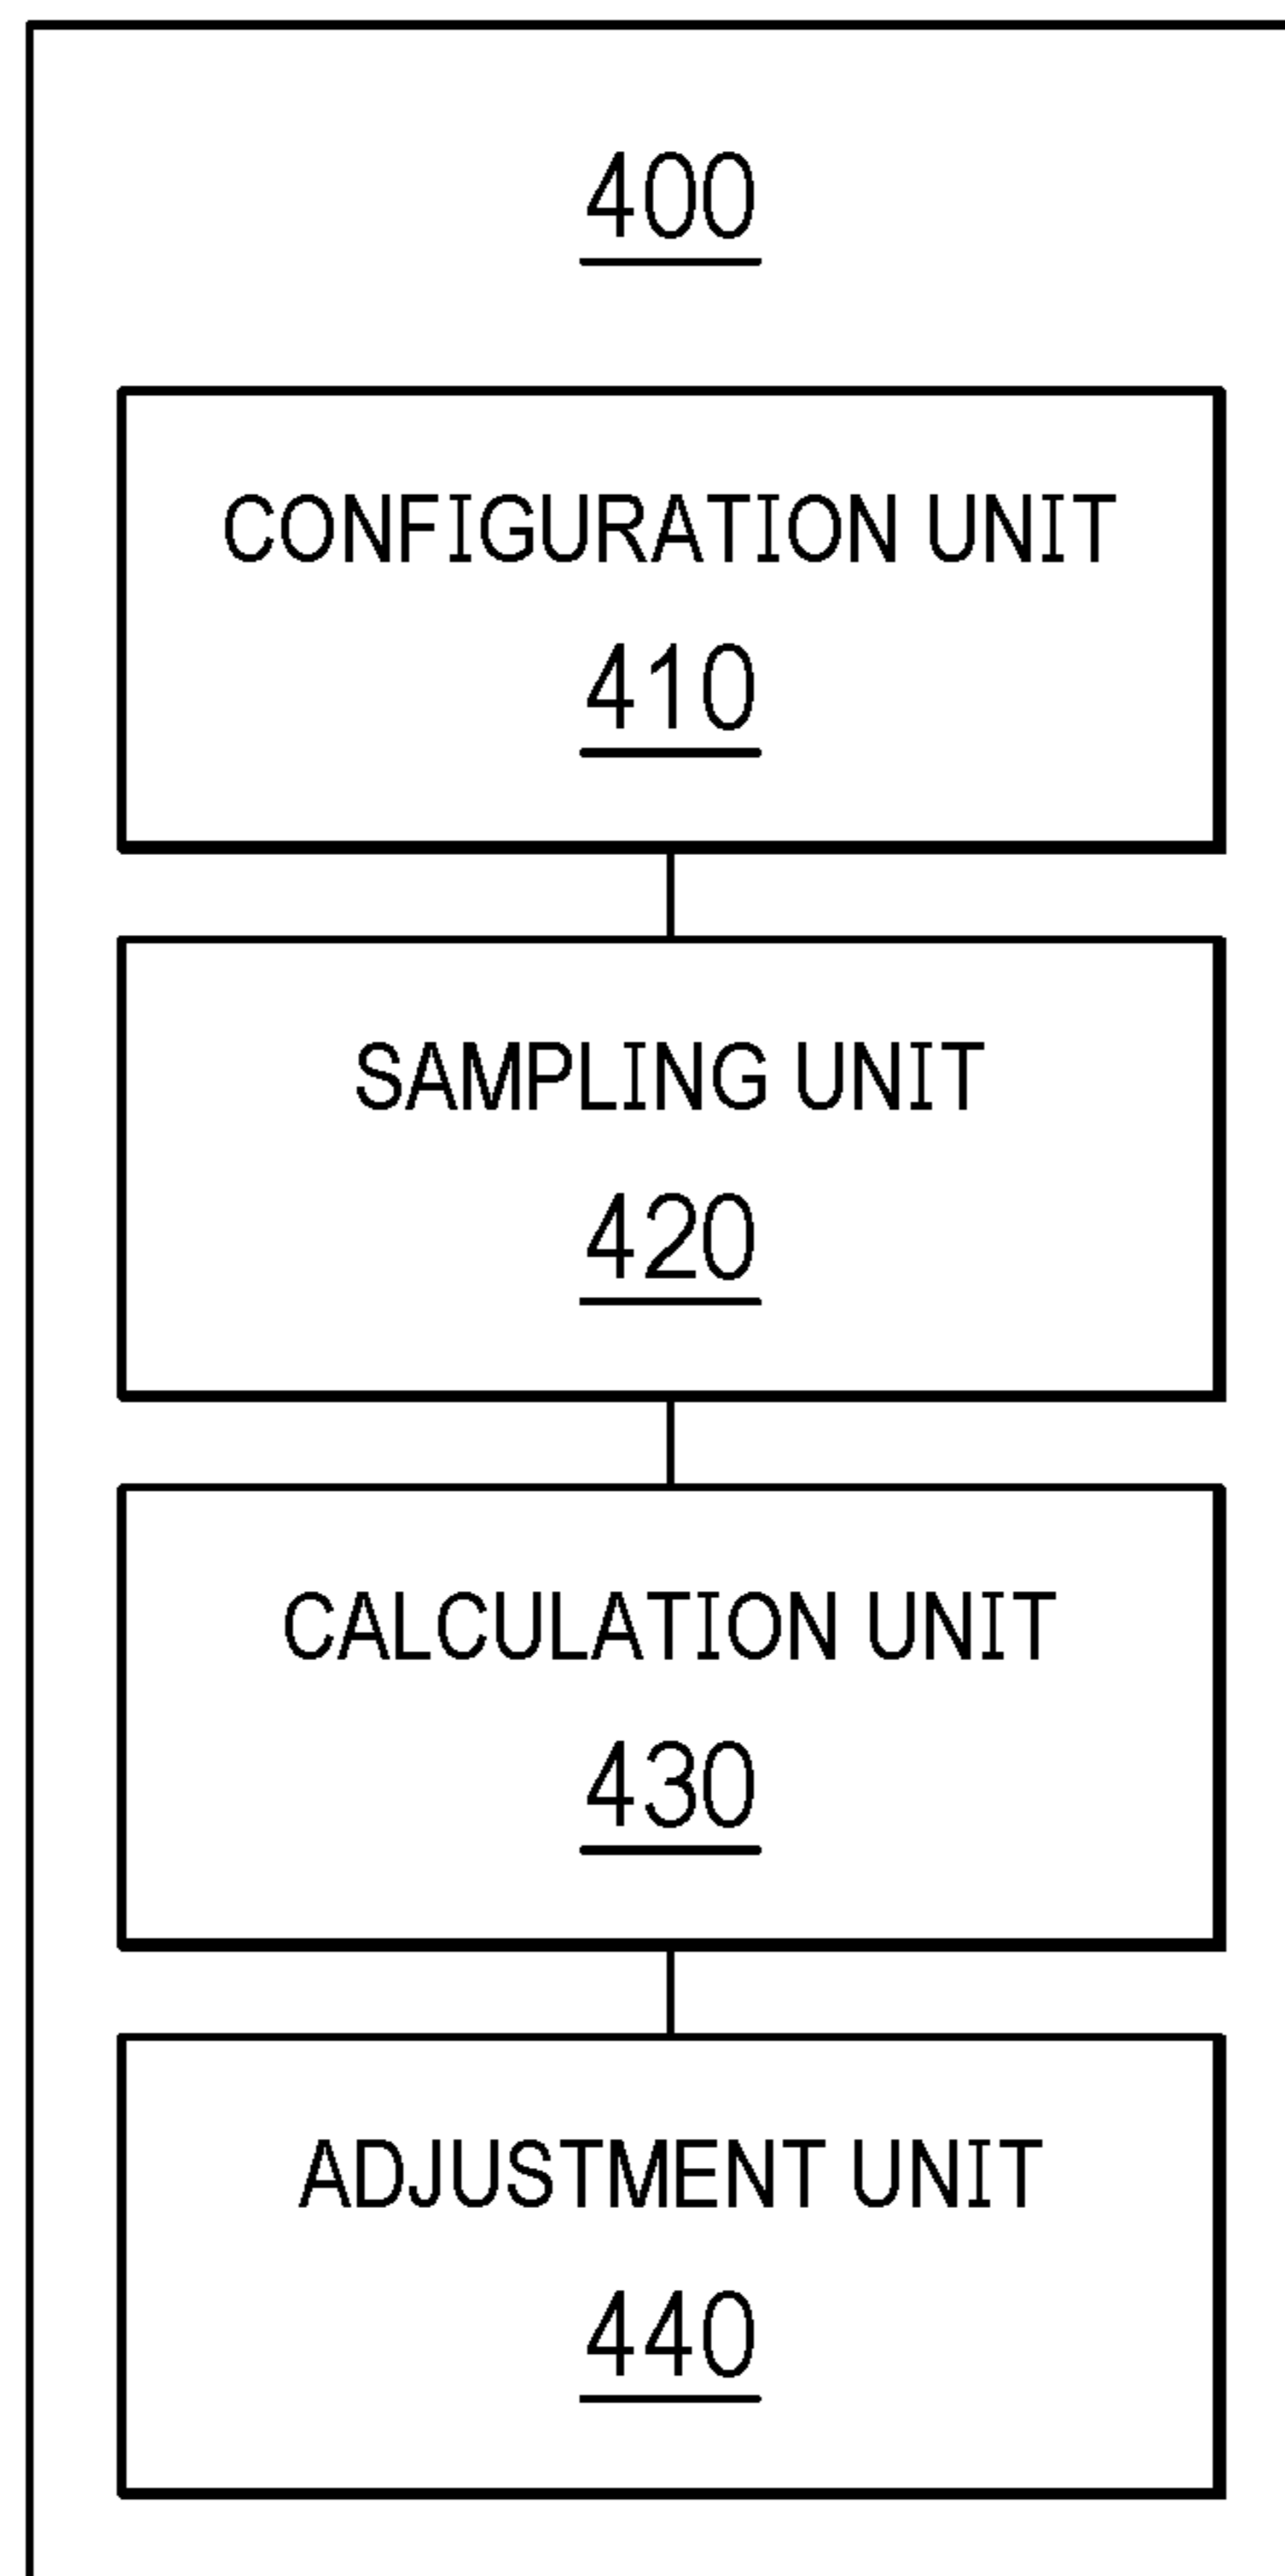 400
CONFIGURATION UNIT
410
SAMPLING UNIT
420
CALCULATION UNIT
430
ADJUSTMENT UNIT
440